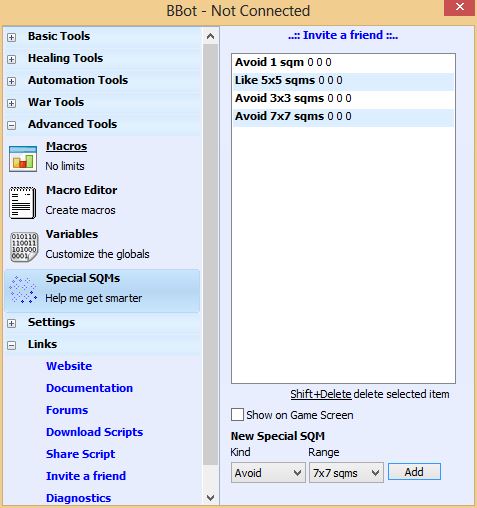 BBot - Not Connected
Basic Tools
Healing Tools
Automation Tools
War Tools
Advanced Tools
Macros
No limits
Macro Editor
Create macros
010110
110011
101000
0001
Variables
Customize the globals
Special SQMs
Help me get smarter
Settings
Links
Website
Documentation
Forums
Download Scripts
Share Script
Invite a friend
Diagnostics
..:: Invite a friend ::..
Avoid 1 sqm 0 0 0
Like 5x5 sqms 0 0 0
Avoid 3x3 sqms 0 0 0
Avoid 7x7 sqms 0 0 0
Shift+Delete delete selected item
Show on Game Screen
New Special SQM
Kind Range
Avoid 7x7 sqms Add